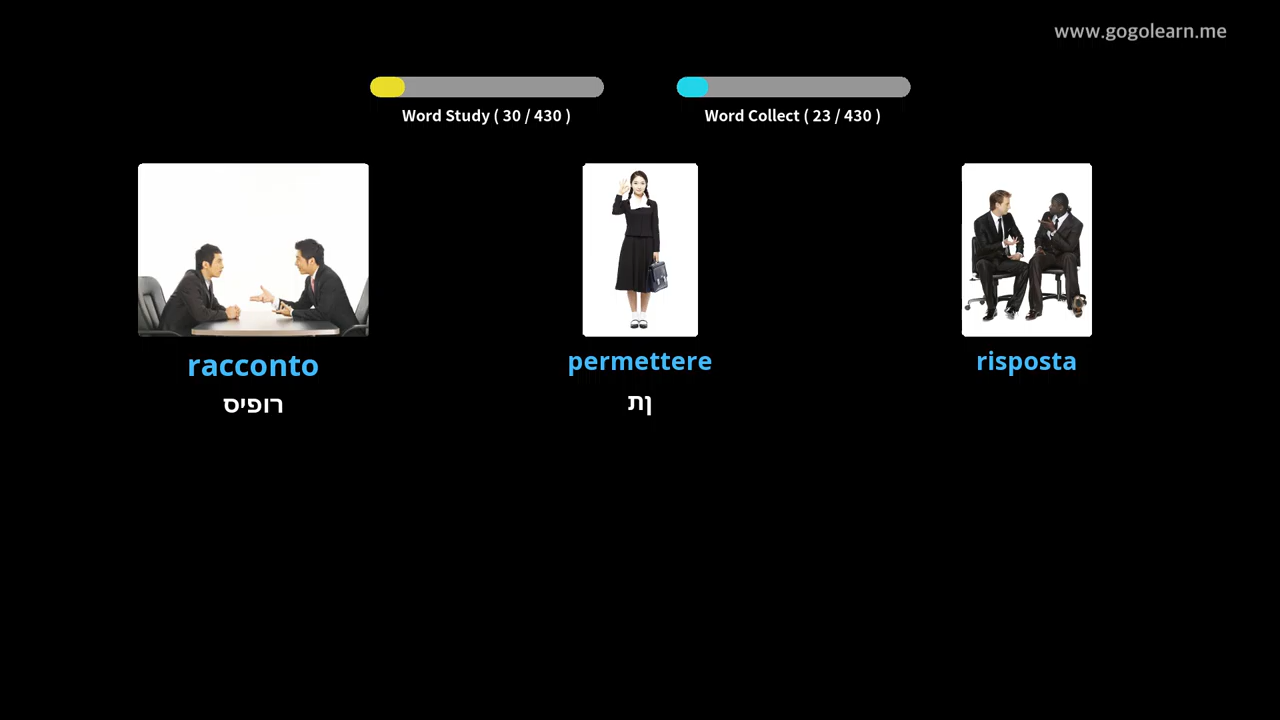 www.gogolearn.me
Word Study ( 30 / 430 )
Word Collect ( 23 / 430 )
racconto
רופיס
permettere
ןת
risposta